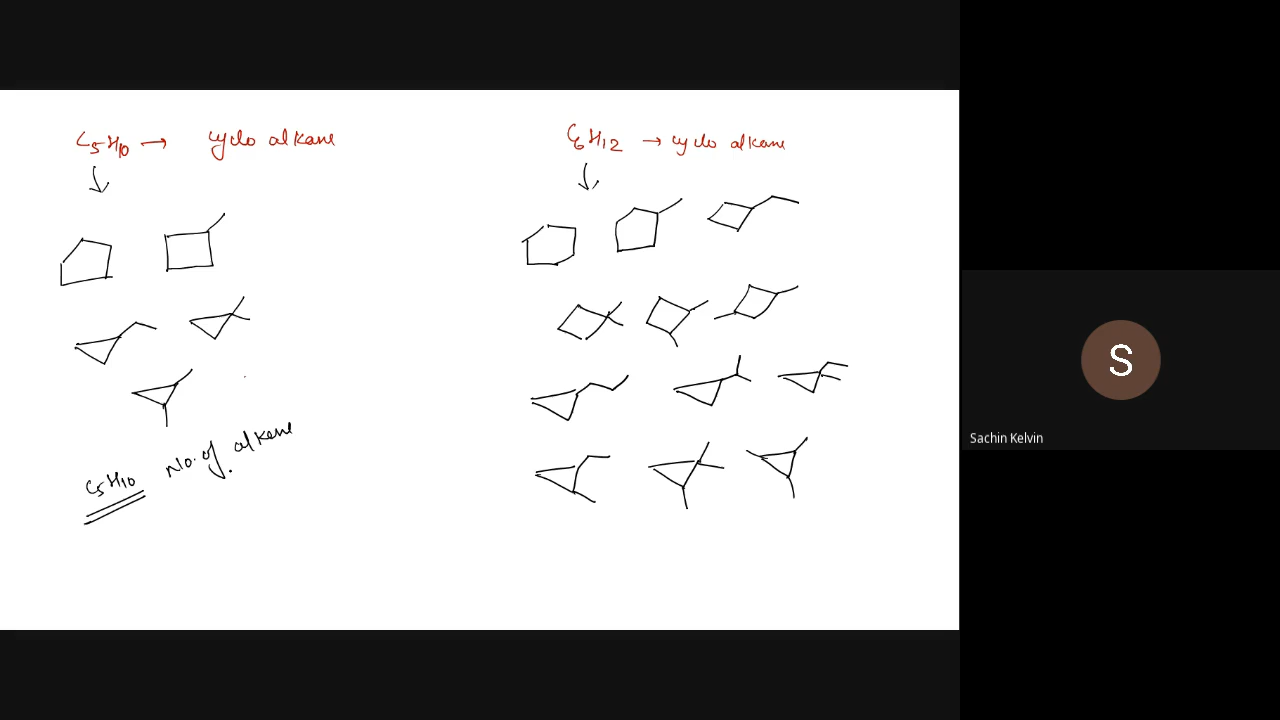 C5H10 → cyclo alkane
C6H12 → cyclo alkane
C5H10 No. of alkene
S
Sachin Kelvin